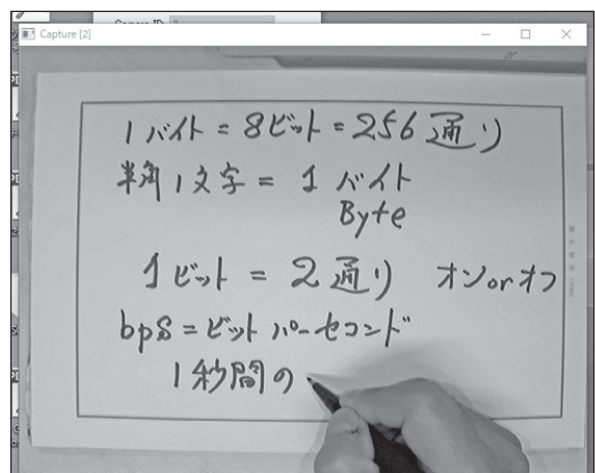 Capture [2]
1バイト = 8ビット = 256通り
半角1文字 = 1 バイト
Byte
1ビット = 2通り オンorオフ
bps = ビットパーセコンド
1秒間の